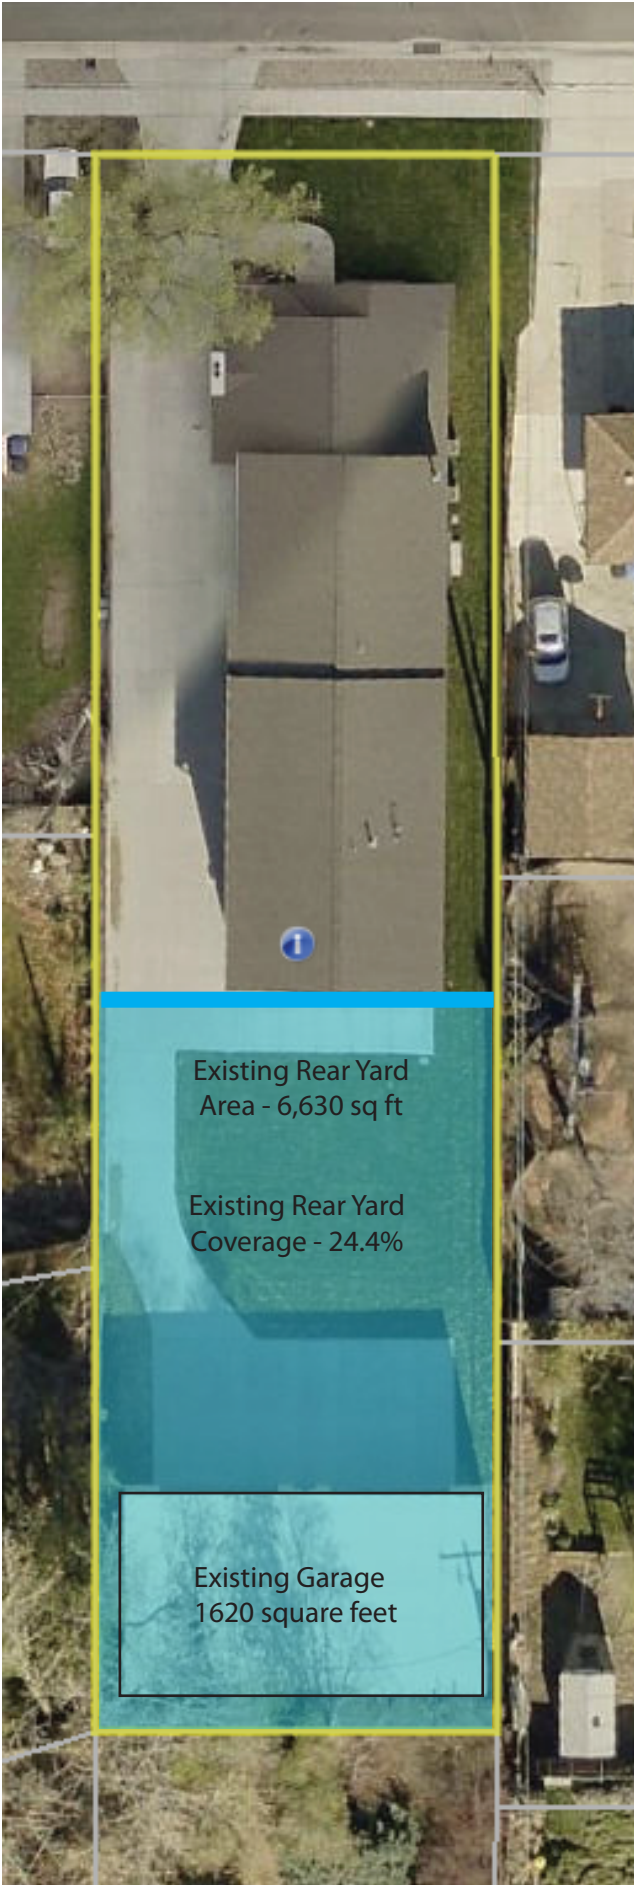 i
Existing Rear Yard
Area - 6,630 sq ft
Existing Rear Yard
Coverage - 24.4%
Existing Garage
1620 square feet